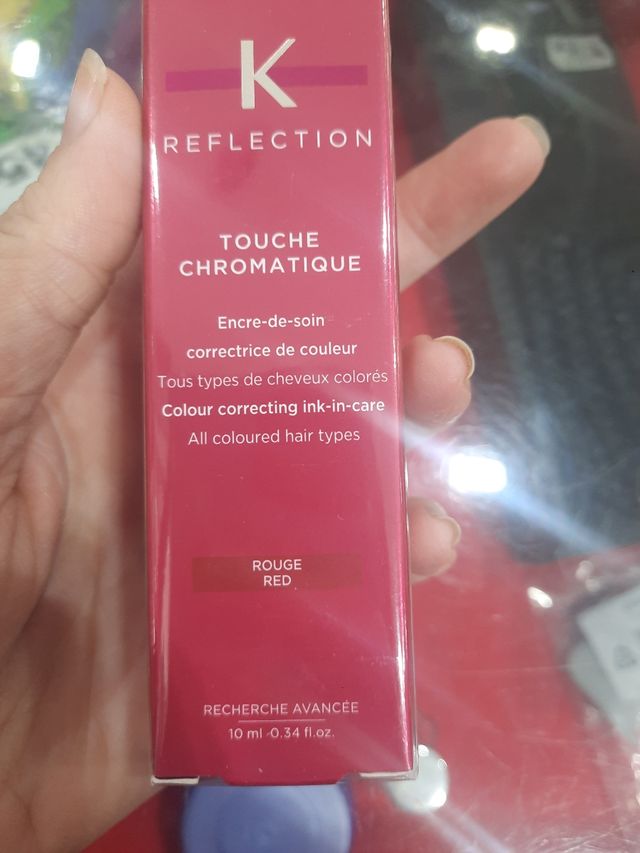 K
REFLECTION
TOUCHE
CHROMATIQUE
Encre-de-soin
correctrice de couleur
Tous types de cheveux colorés
Colour correcting ink-in-care
All coloured hair types
ROUGE
RED
RECHERCHE AVANCÉE
10 ml -0.34 fl.oz.